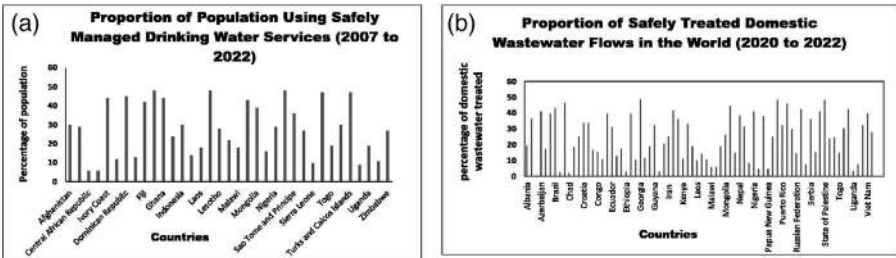 (a)
Proportion of Population Using Safely
Managed Drinking Water Services (2007 to
2022)
Percentage of population
60
50
40
30
20
10
0
Afghanistan
Central African Republic
Ivory Coast
Dominican Republic
Fiji
Ghana
Indonesia
Laos
Lesotho
Malawi
Mongolia
Nigeria
Sao Tome and Principe
Sierra Leone
Togo
Turks and Caicos Islands
Uganda
Zimbabwe
Countries
(b)
Proportion of Safely Treated Domestic
Wastewater Flows in the World (2020 to 2022)
percentage of domestic
wastewater treated
60
50
40
30
20
10
0
Albania
Azerbaijan
Brazil
Chad
Croatia
Congo
Ecuador
Ethiopia
Georgia
Guyana
Iran
Kenya
Laos
Malawi
Mongolia
Nepal
Nigeria
Papua New Guinea
Puerto Rico
Russian Federation
Serbia
State of Palestine
Togo
Uganda
Viet Nam
Countries